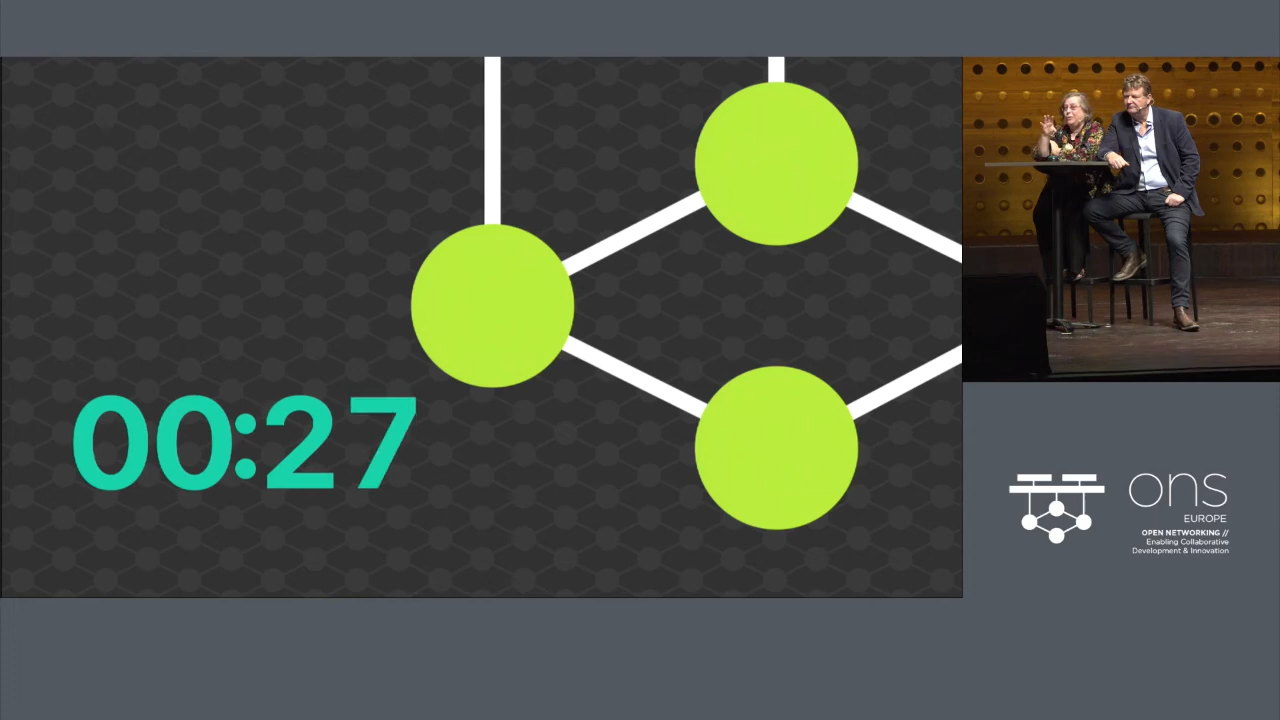 00:27
ons
EUROPE
OPEN NETWORKING //
Enabling Collaborative
Development & Innovation